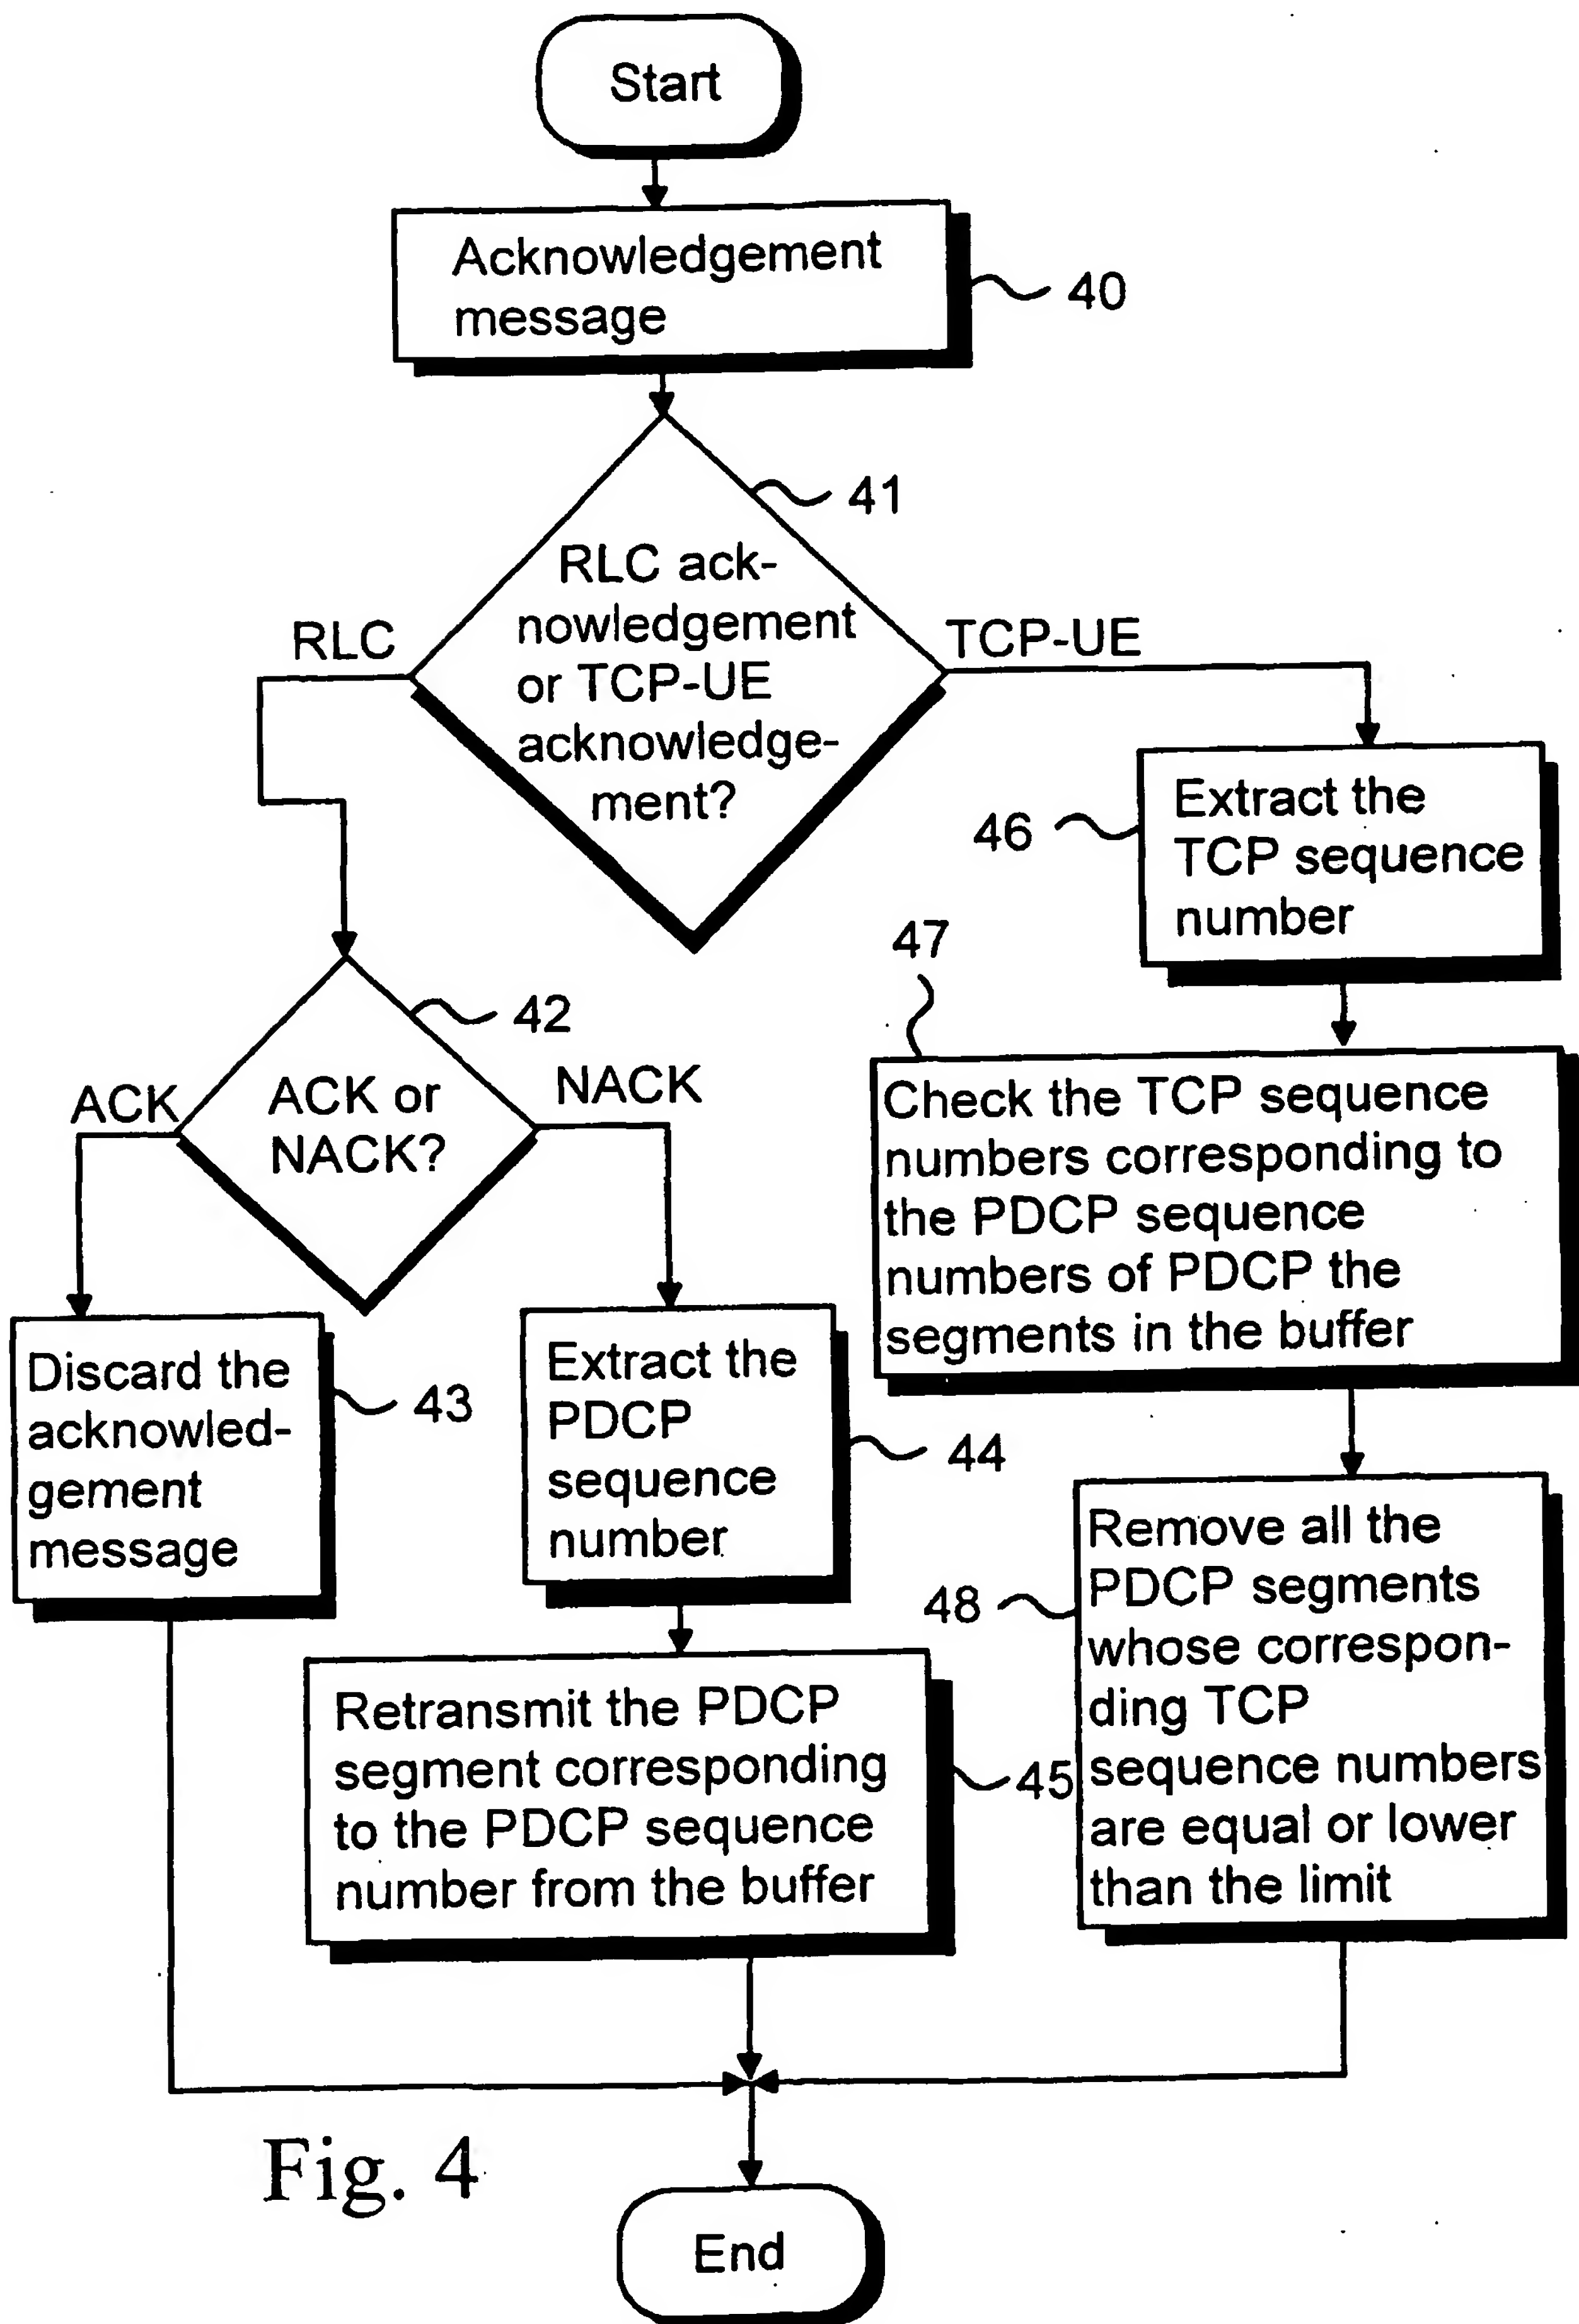 Start
Acknowledgement
message
40
41
RLC ack-
nowledgement
or TCP-UE
acknowledge-
ment?
RLC
TCP-UE
46
Extract the
TCP sequence
number
47
Check the TCP sequence
numbers corresponding to
the PDCP sequence
numbers of PDCP the
segments in the buffer
42
ACK or
NACK?
ACK
NACK
Discard the
acknowled-
gement
message
43
Extract the
PDCP
sequence
number
44
48
Remove all the
PDCP segments
whose correspon-
ding TCP
sequence numbers
are equal or lower
than the limit
Retransmit the PDCP
segment corresponding
to the PDCP sequence
number from the buffer
45
Fig. 4
End